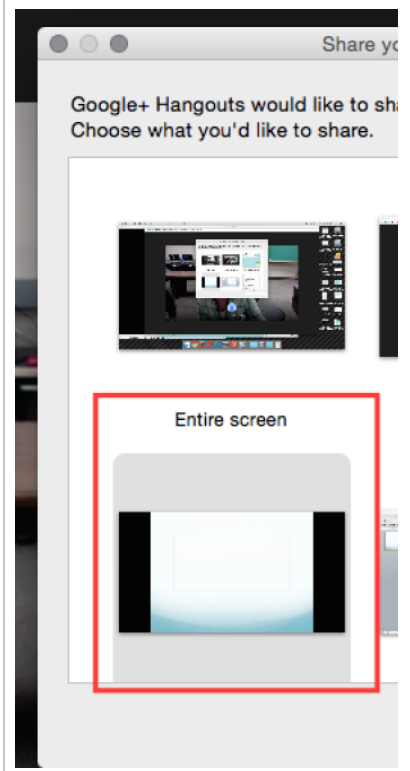 Share yo
Google+ Hangouts would like to sha
Choose what you'd like to share.
Entire screen